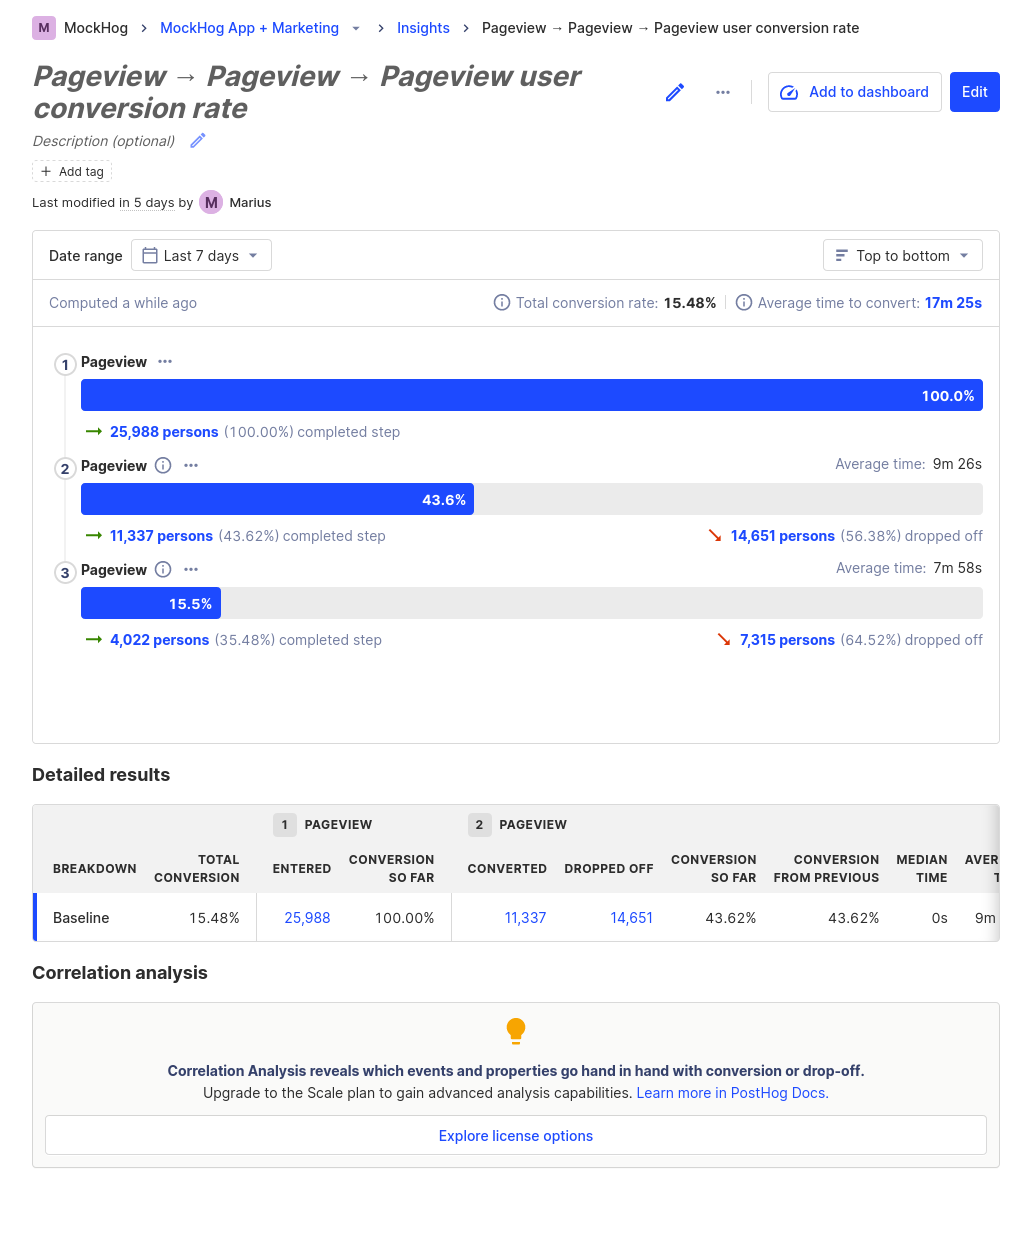 M MockHog > MockHog App + Marketing > Insights > Pageview → Pageview → Pageview user conversion rate
Pageview → Pageview → Pageview user
conversion rate
Add to dashboard
Edit
Description (optional)
+ Add tag
Last modified in 5 days by M Marius
Date range Last 7 days Top to bottom
Computed a while ago Total conversion rate: 15.48% Average time to convert: 17m 25s
1 Pageview
100.0%
→ 25,988 persons (100.00%) completed step
2 Pageview Average time: 9m 26s
43.6%
→ 11,337 persons (43.62%) completed step 14,651 persons (56.38%) dropped off
3 Pageview Average time: 7m 58s
15.5%
→ 4,022 persons (35.48%) completed step 7,315 persons (64.52%) dropped off
Detailed results
1 PAGEVIEW 2 PAGEVIEW
BREAKDOWN TOTAL CONVERSION ENTERED CONVERSION SO FAR CONVERTED DROPPED OFF CONVERSION SO FAR CONVERSION FROM PREVIOUS MEDIAN TIME AVER T
Baseline 15.48% 25,988 100.00% 11,337 14,651 43.62% 43.62% 0s 9m
Correlation analysis
Correlation Analysis reveals which events and properties go hand in hand with conversion or drop-off.
Upgrade to the Scale plan to gain advanced analysis capabilities. Learn more in PostHog Docs.
Explore license options